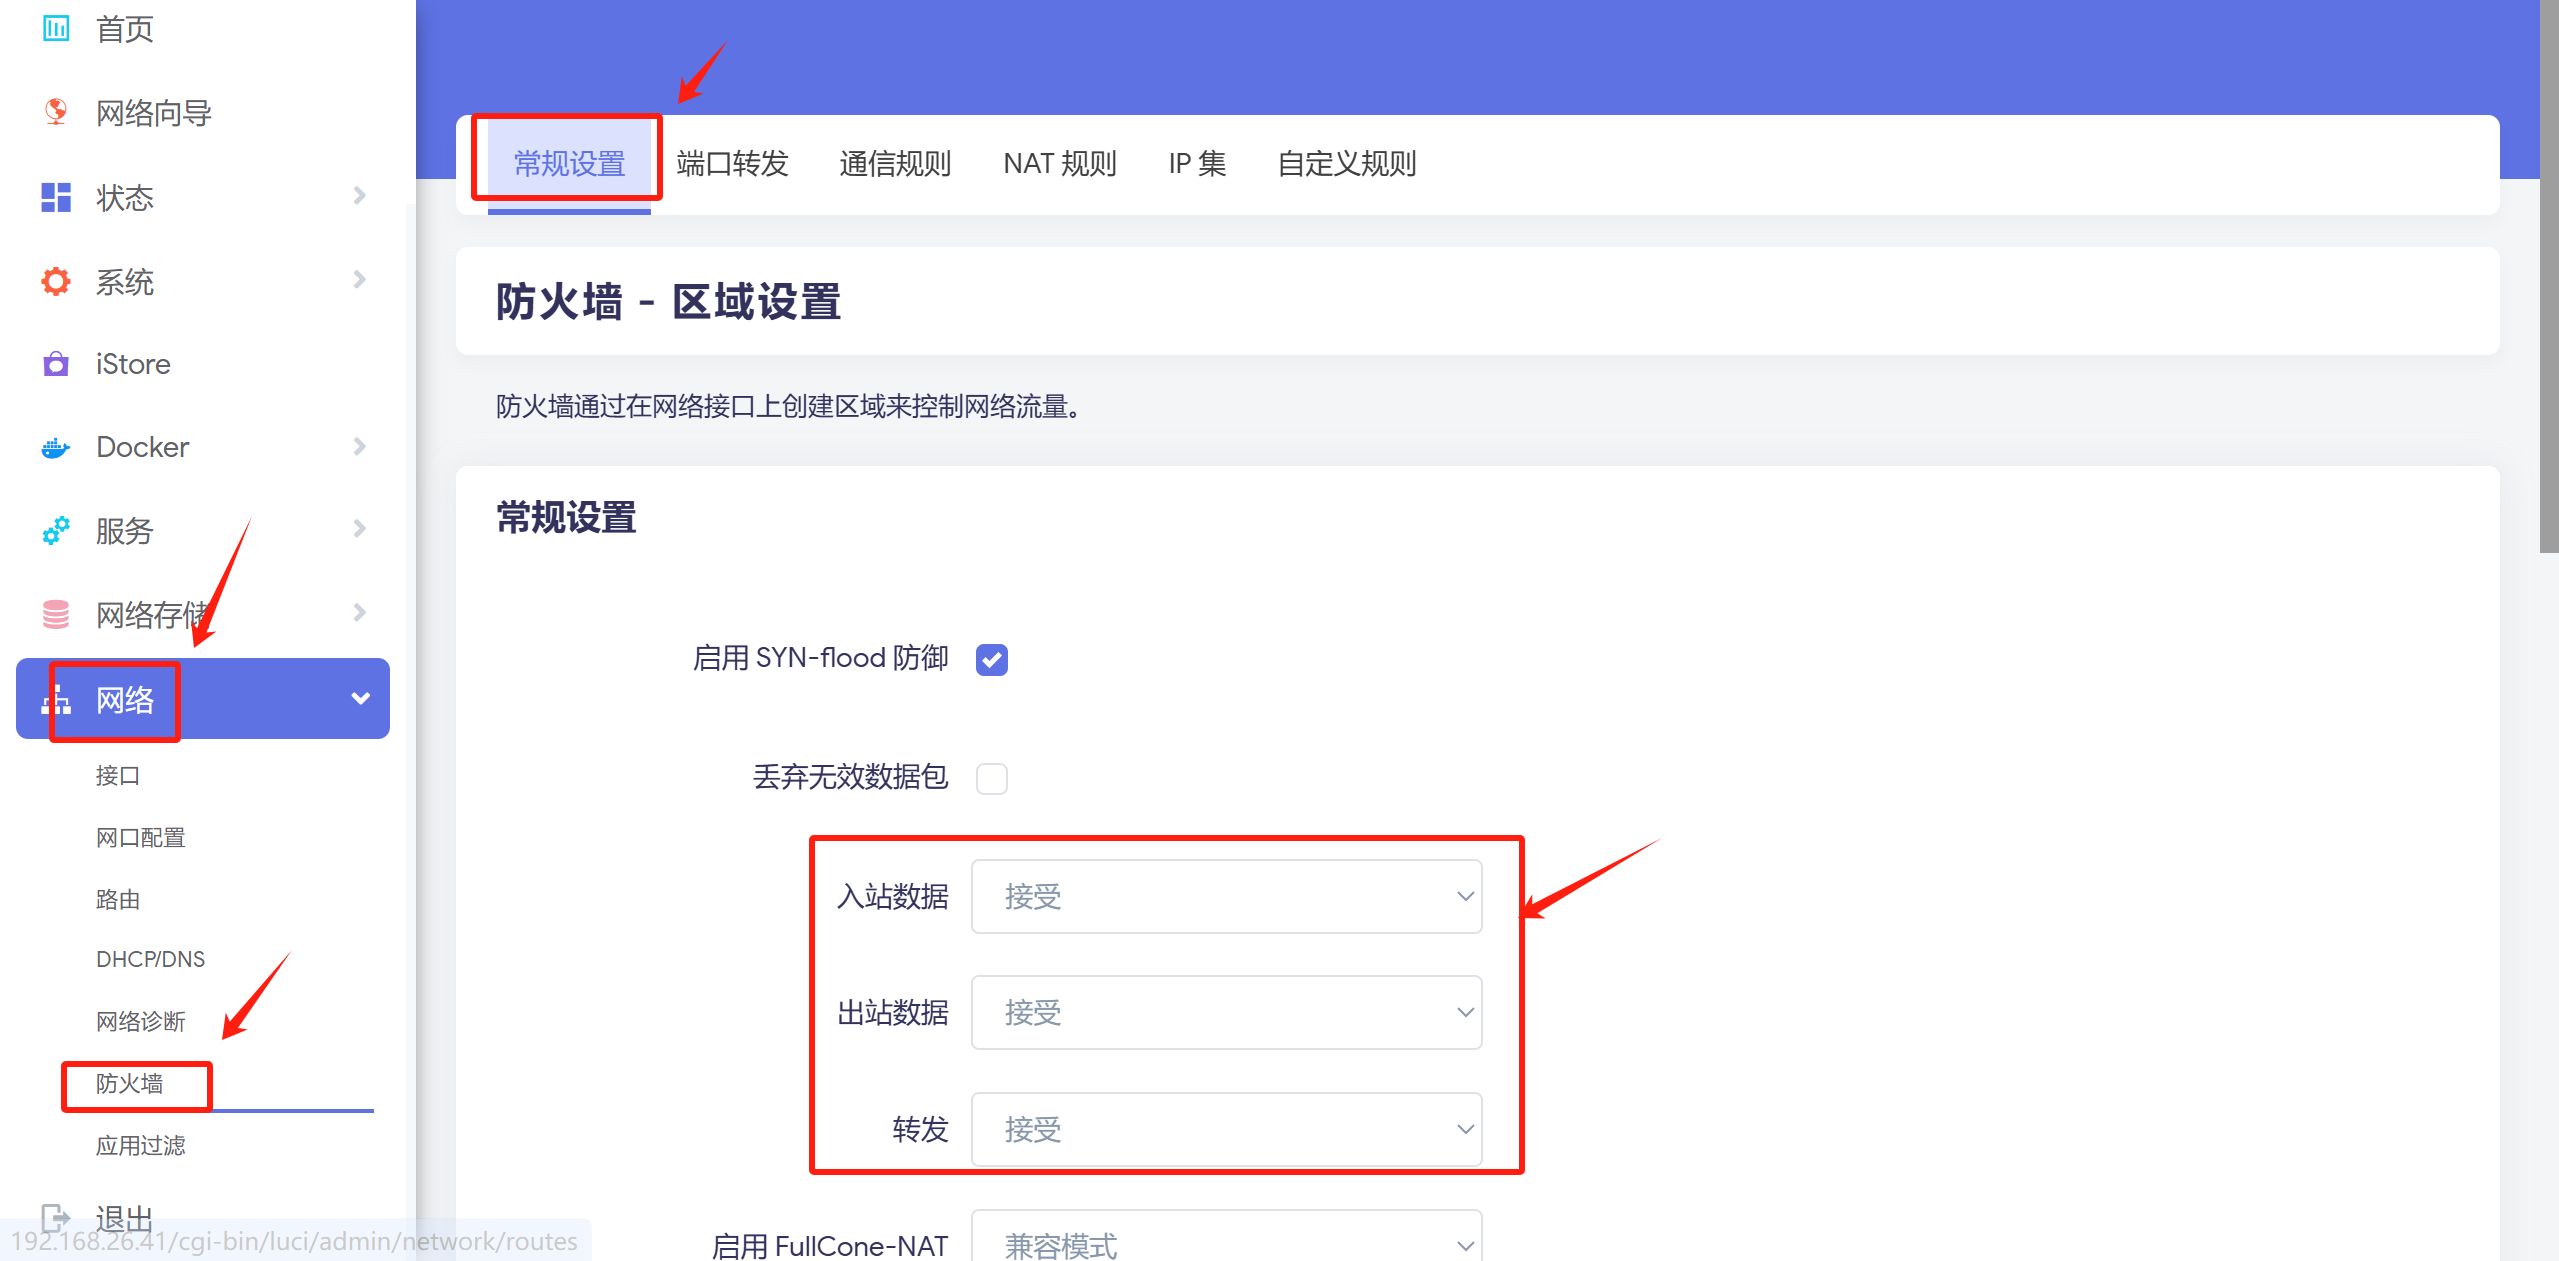 首页
网络向导
状态
系统
iStore
Docker
服务
网络存储
网络
接口
网口配置
路由
DHCP/DNS
网络诊断
防火墙
应用过滤
退出
192.168.26.41/cgi-bin/luci/admin/network/routes
常规设置 端口转发 通信规则 NAT 规则 IP 集 自定义规则
防火墙 - 区域设置
防火墙通过在网络接口上创建区域来控制网络流量。
常规设置
启用 SYN-flood 防御
丢弃无效数据包
入站数据 接受
出站数据 接受
转发 接受
启用 FullCone-NAT 兼容模式